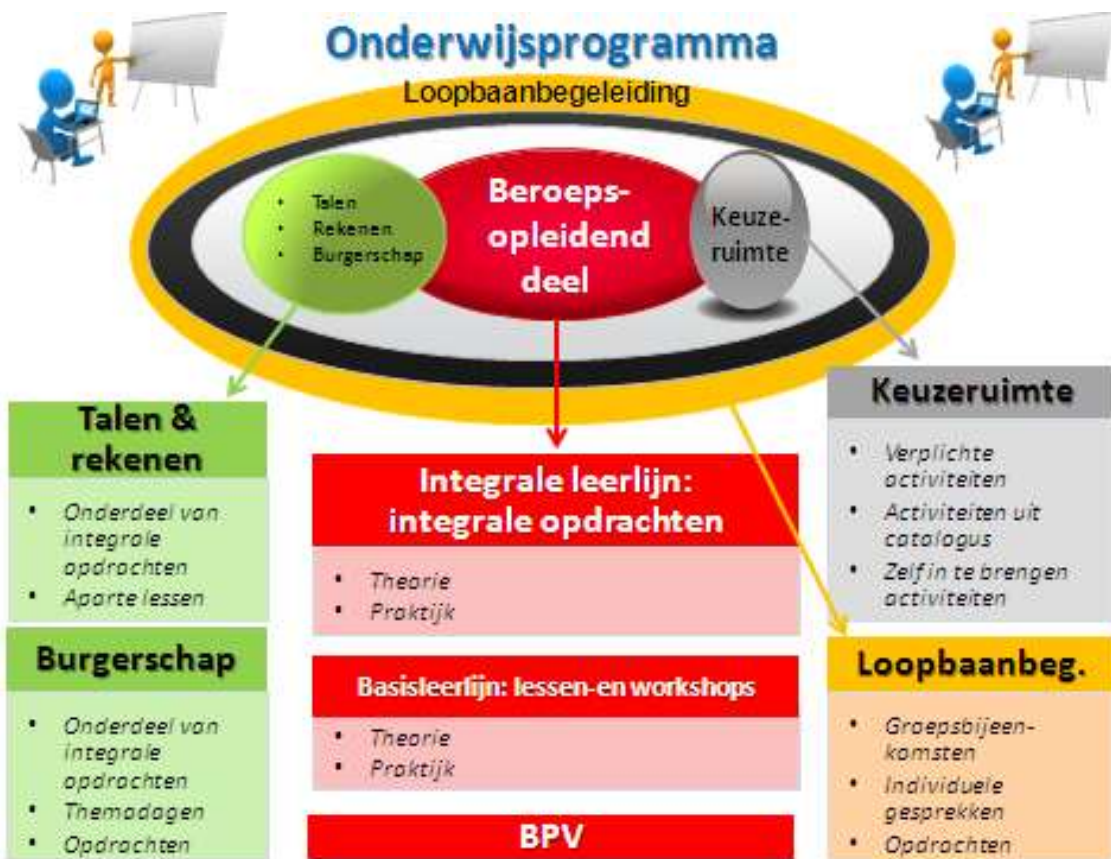 Onderwijsprogramma
Loopbaanbegeleiding
• Talen
• Rekenen
• Burgerschap
Beroeps-
opleidend
deel
Keuze-
ruimte
Talen &
rekenen
• Onderdeel van
integrale
opdrachten
• Aparte lessen
Burgerschap
• Onderdeel van
integrale
opdrachten
• Themadagen
• Opdrachten
Integrale leerlijn:
integrale opdrachten
• Theorie
• Praktijk
Basisleerlijn: lessen-en workshops
• Theorie
• Praktijk
BPV
Keuzeruimte
• Verplichte
activiteiten
• Activiteiten uit
catalogus
• Zelf in te brengen
activiteiten
Loopbaanbeg.
• Groepsbijeen-
komsten
• Individuele
gesprekken
• Opdrachten